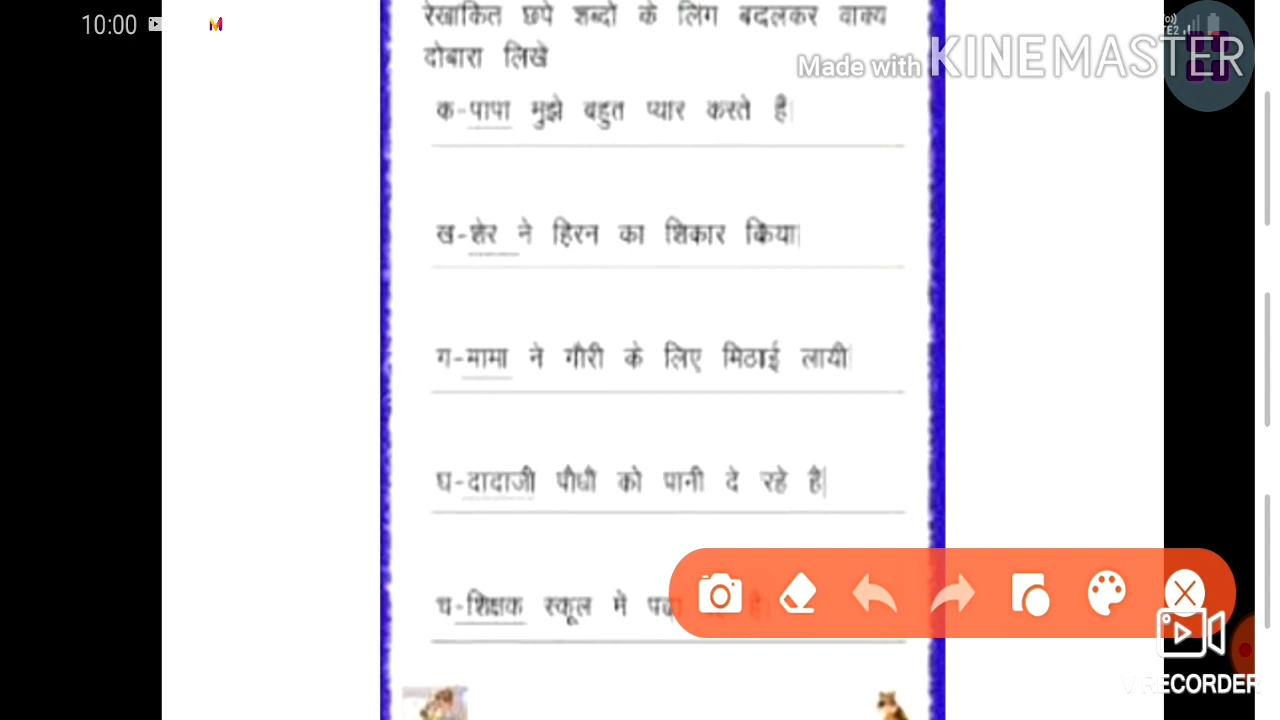 10:00
रेखांकित छपे शब्दों के लिंग बदलकर वाक्य
दोबारा लिखे
Made with KINEMASTER
क-पापा मुझे बहुत प्यार करते हैं|
ख-शेर ने हिरन का शिकार किया|
ग-मामा ने गौरी के लिए मिठाई लायी|
घ-दादाजी पौधौ को पानी दे रहे है|
च-शिक्षक स्कूल में
RECORDER